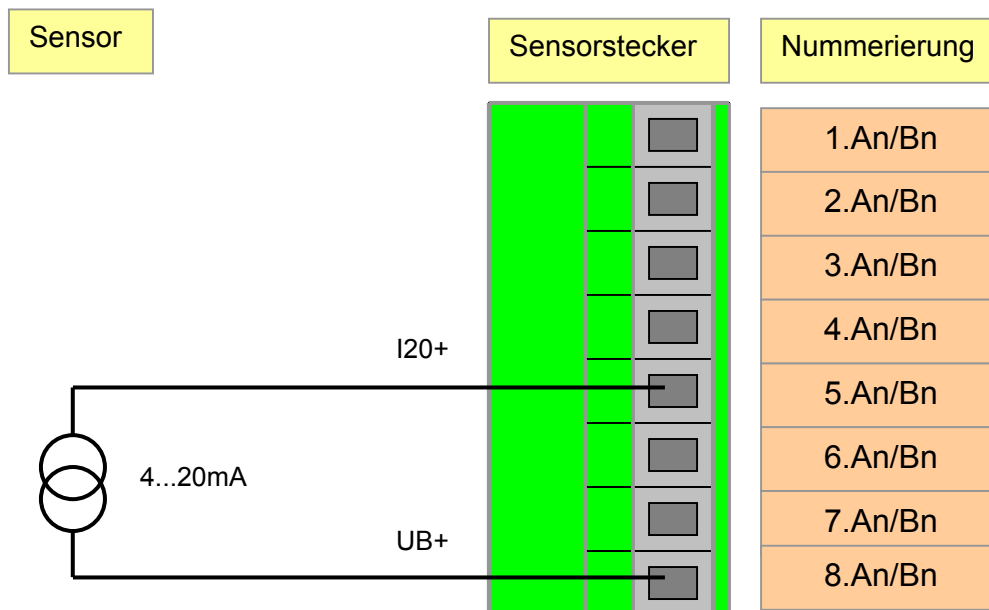 Sensor
Sensorstecker
Nummerierung
1.An/Bn
2.An/Bn
3.An/Bn
4.An/Bn
I20+
5.An/Bn
4...20mA
6.An/Bn
7.An/Bn
UB+
8.An/Bn